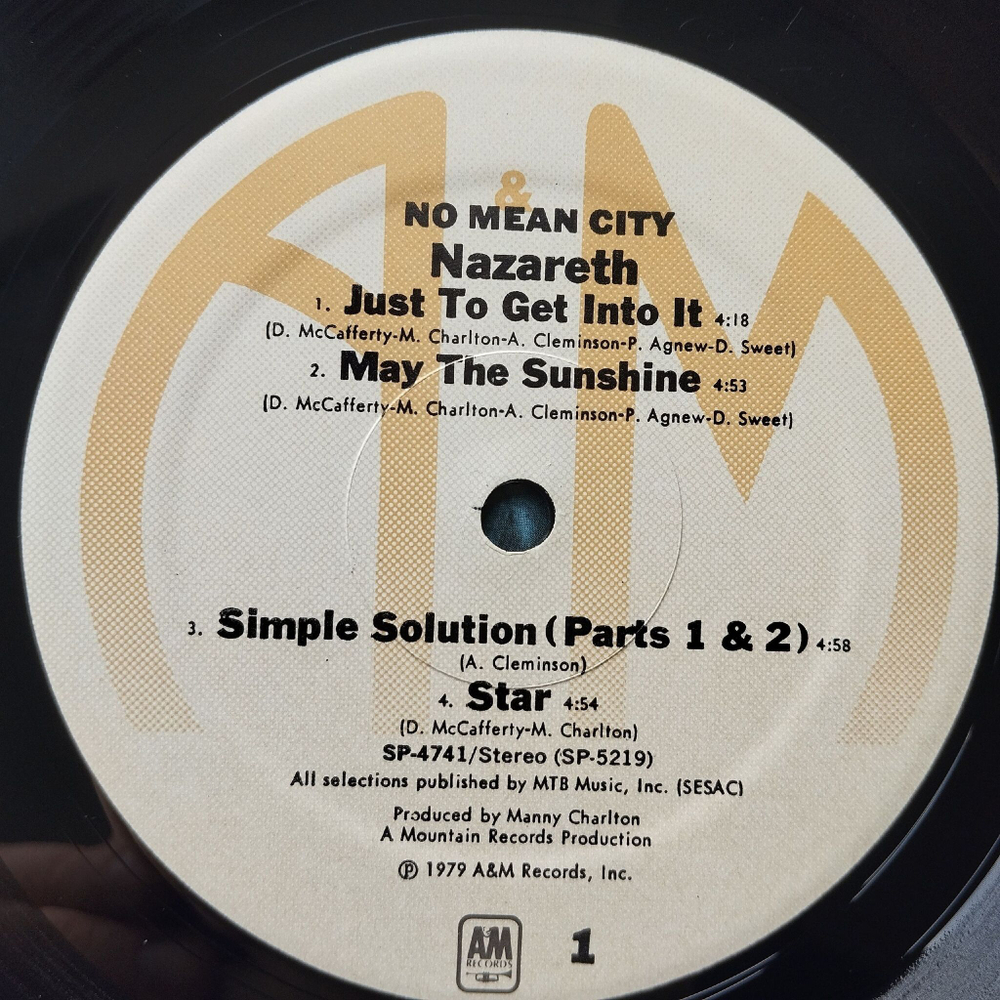 A&M
NO MEAN CITY
Nazareth
1. Just To Get Into It 4:18
(D. McCafferty-M. Charlton-A. Cleminson-P. Agnew-D. Sweet)
2. May The Sunshine 4:53
(D. McCafferty-M. Charlton-A. Cleminson-P. Agnew-D. Sweet)
3. Simple Solution (Parts 1 & 2) 4:58
(A. Cleminson)
4. Star 4:54
(D. McCafferty-M. Charlton)
SP-4741/Stereo (SP-5219)
All selections published by MTB Music, Inc. (SESAC)
Produced by Manny Charlton
A Mountain Records Production
℗ 1979 A&M Records, Inc.
A&M
RECORDS
1